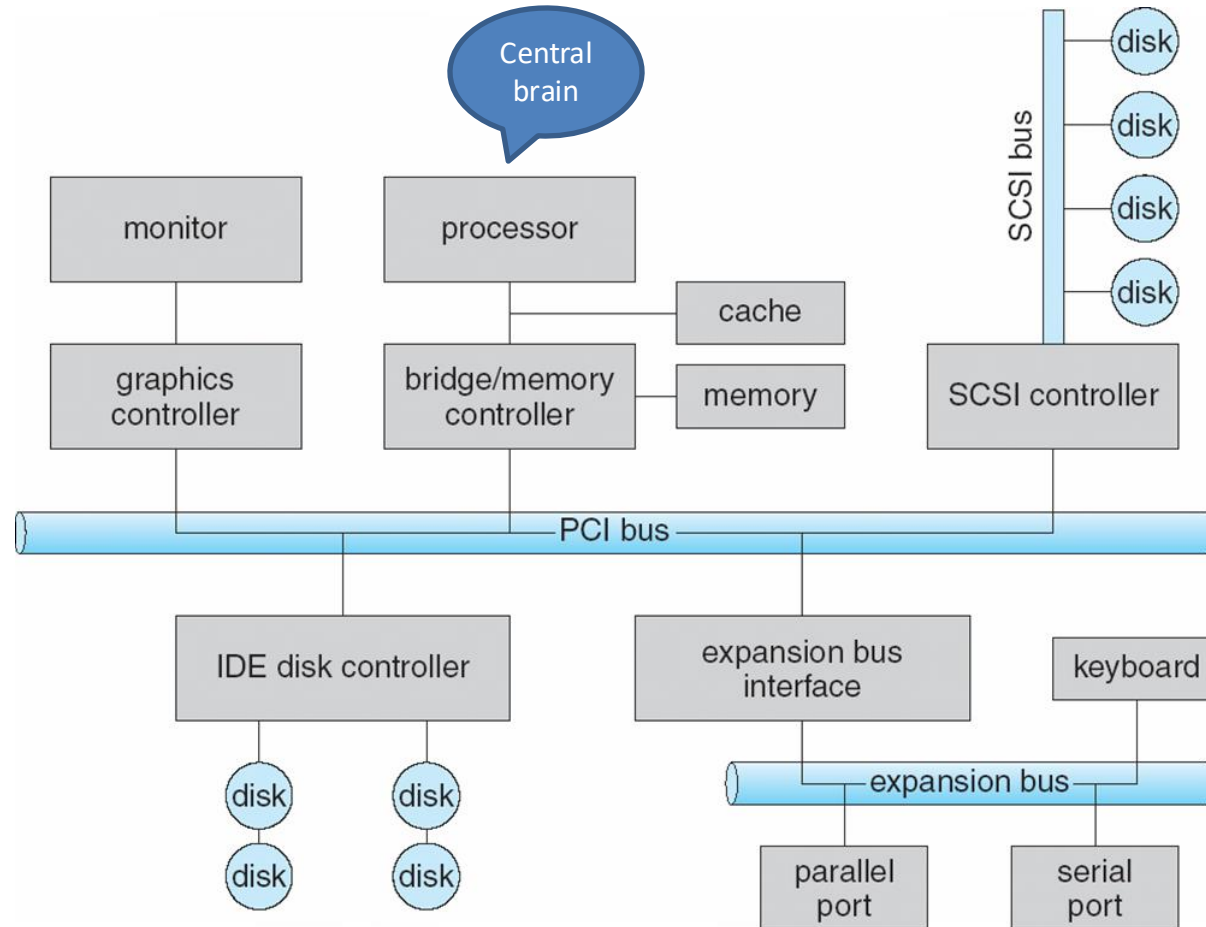 Central
brain
disk
disk
disk
disk
SCSI bus
monitor
processor
cache
graphics
controller
bridge/memory
controller
memory
SCSI controller
PCI bus
IDE disk controller
expansion bus
interface
keyboard
disk
disk
disk
disk
expansion bus
parallel
port
serial
port